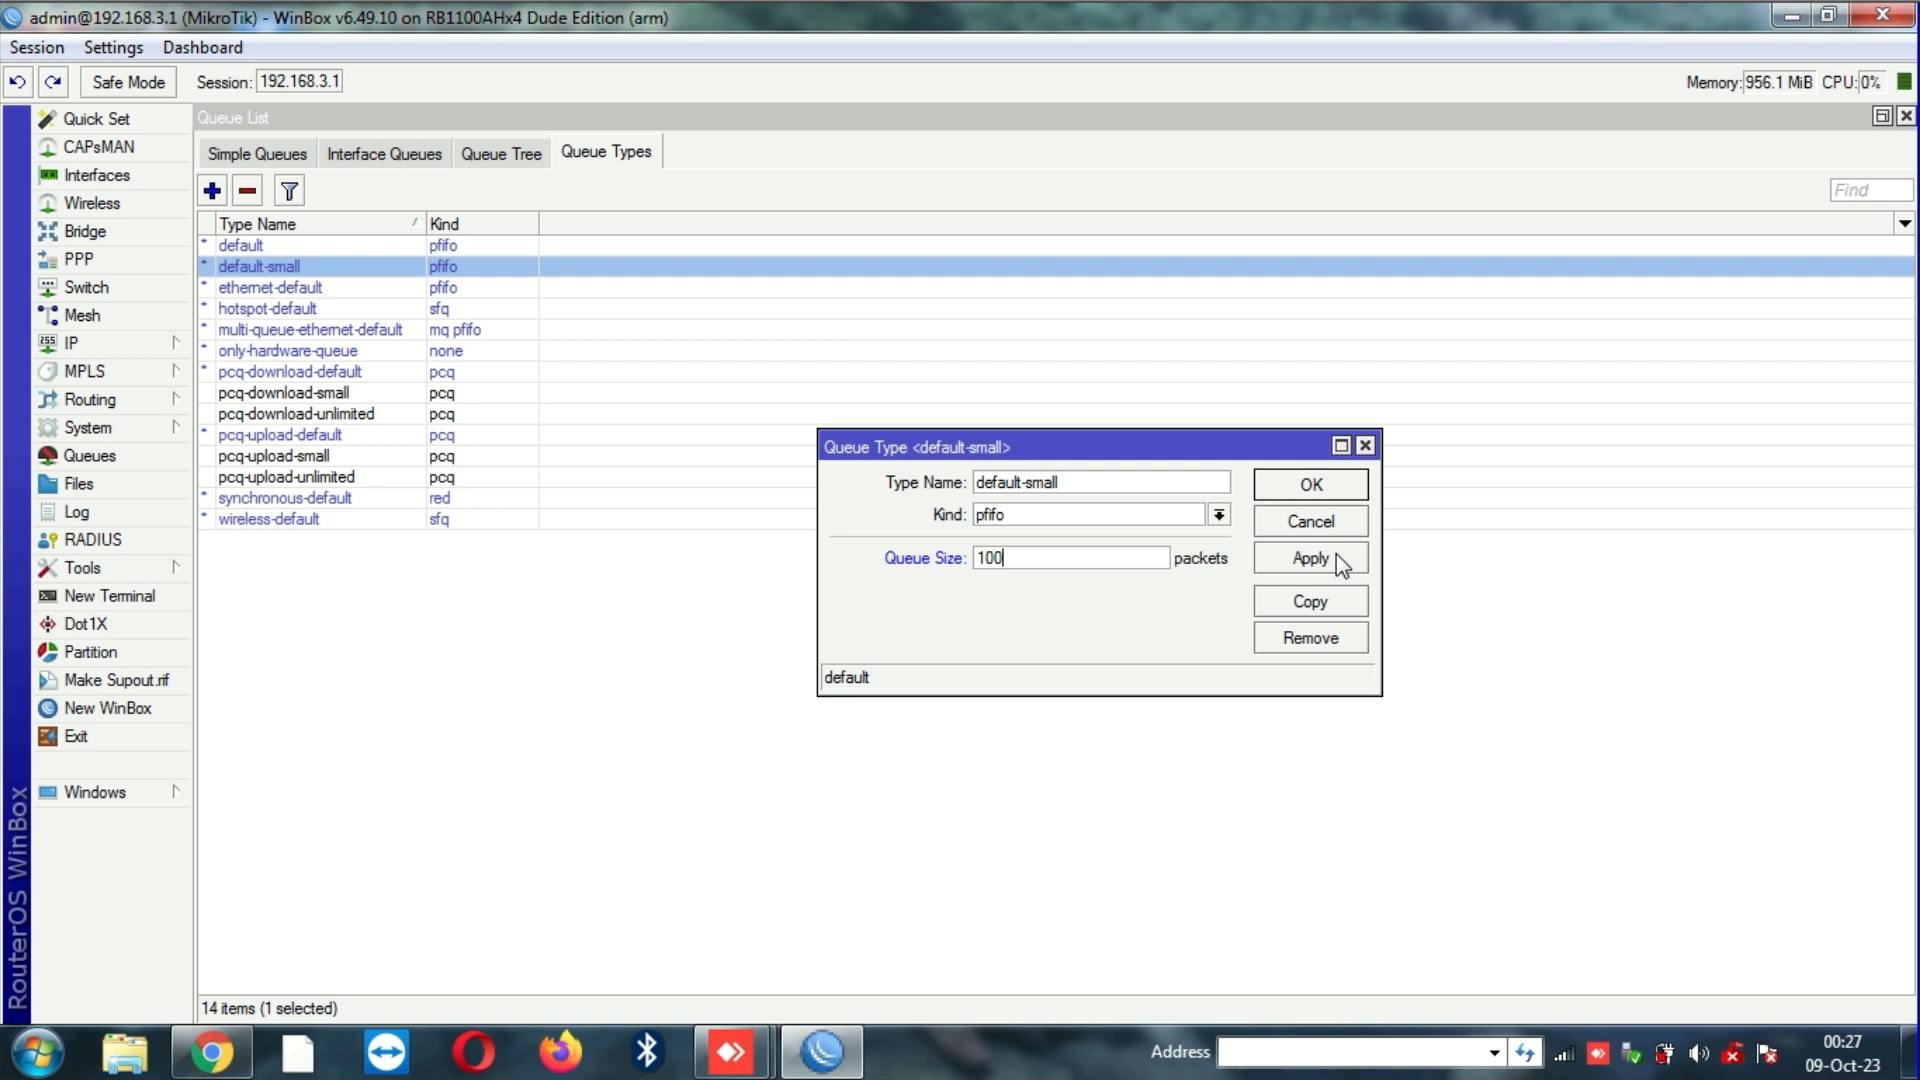 admin@192.168.3.1 (MikroTik) - WinBox v6.49.10 on RB1100AHx4 Dude Edition (arm)
Session Settings Dashboard
Safe Mode Session: 192.168.3.1 Memory: 956.1 MiB CPU: 0%
Quick Set
CAPsMAN
Interfaces
Wireless
Bridge
PPP
Switch
Mesh
IP
MPLS
Routing
System
Queues
Files
Log
RADIUS
Tools
New Terminal
Dot1X
Partition
Make Supout.rif
New WinBox
Exit
Windows
RouterOS WinBox
Queue List
Simple Queues Interface Queues Queue Tree Queue Types
Find
Type Name Kind
* default pfifo
* default-small pfifo
* ethernet-default pfifo
* hotspot-default sfq
* multi-queue-ethernet-default mq pfifo
* only-hardware-queue none
* pcq-download-default pcq
pcq-download-small pcq
pcq-download-unlimited pcq
* pcq-upload-default pcq
pcq-upload-small pcq
pcq-upload-unlimited pcq
* synchronous-default red
* wireless-default sfq
Queue Type <default-small>
Type Name: default-small
Kind: pfifo
Queue Size: 100 packets
OK
Cancel
Apply
Copy
Remove
default
14 items (1 selected)
Address
00:27
09-Oct-23